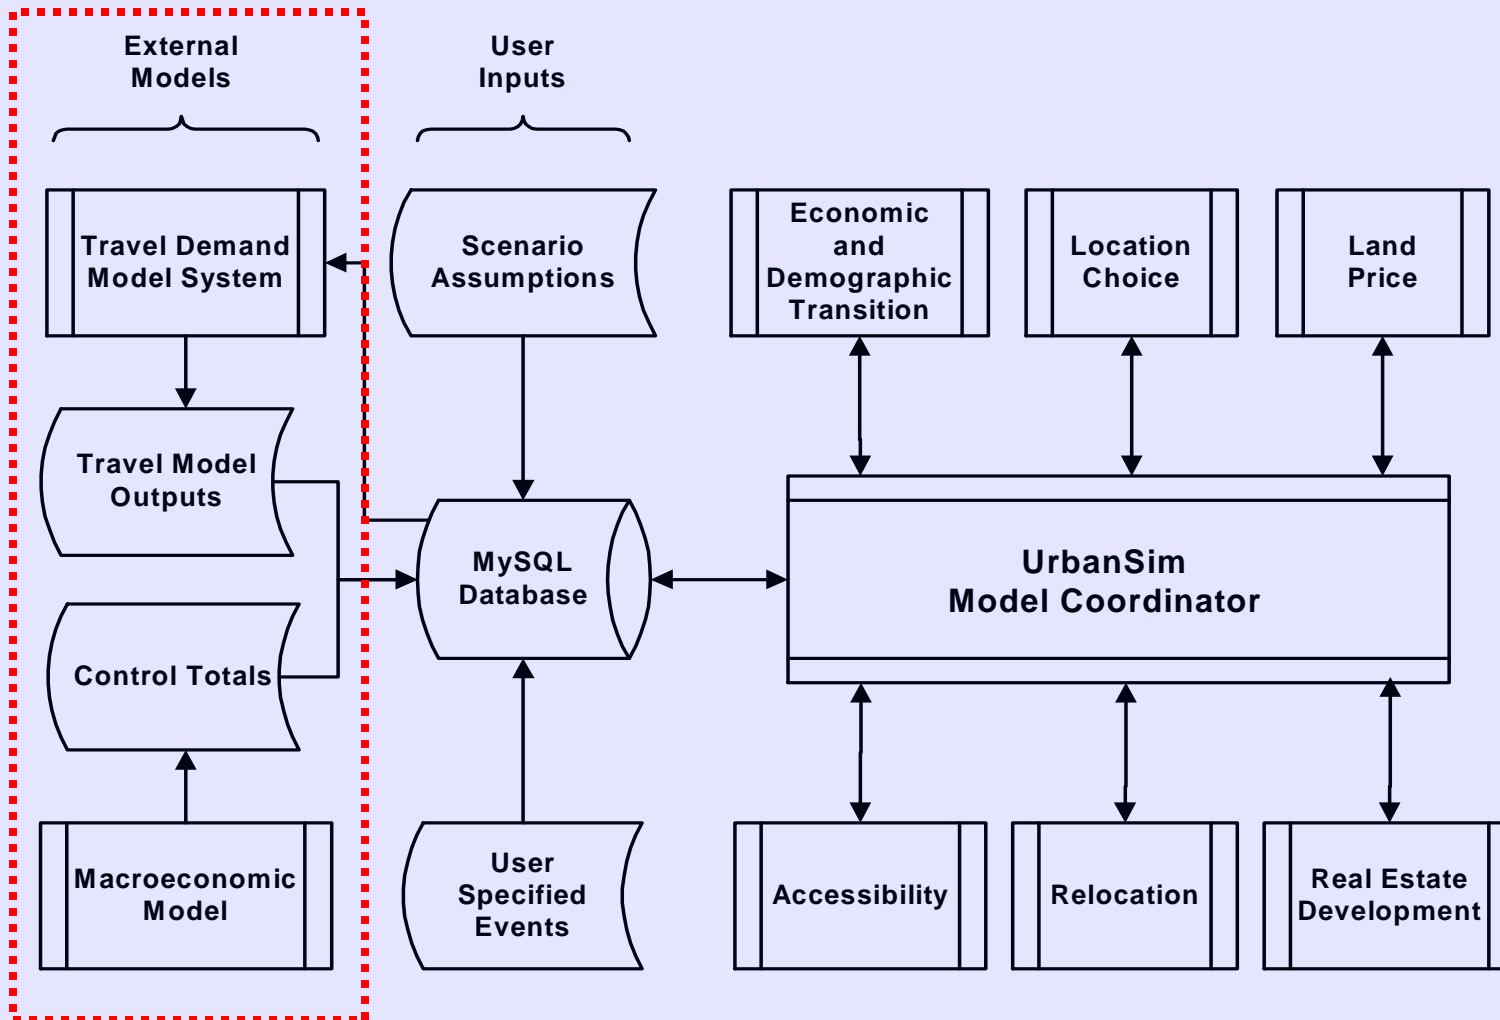 External
Models
User
Inputs
Travel Demand
Model System
Scenario
Assumptions
Economic
and
Demographic
Transition
Location
Choice
Land
Price
Travel Model
Outputs
MySQL
Database
UrbanSim
Model Coordinator
Control Totals
Macroeconomic
Model
User
Specified
Events
Accessibility
Relocation
Real Estate
Development